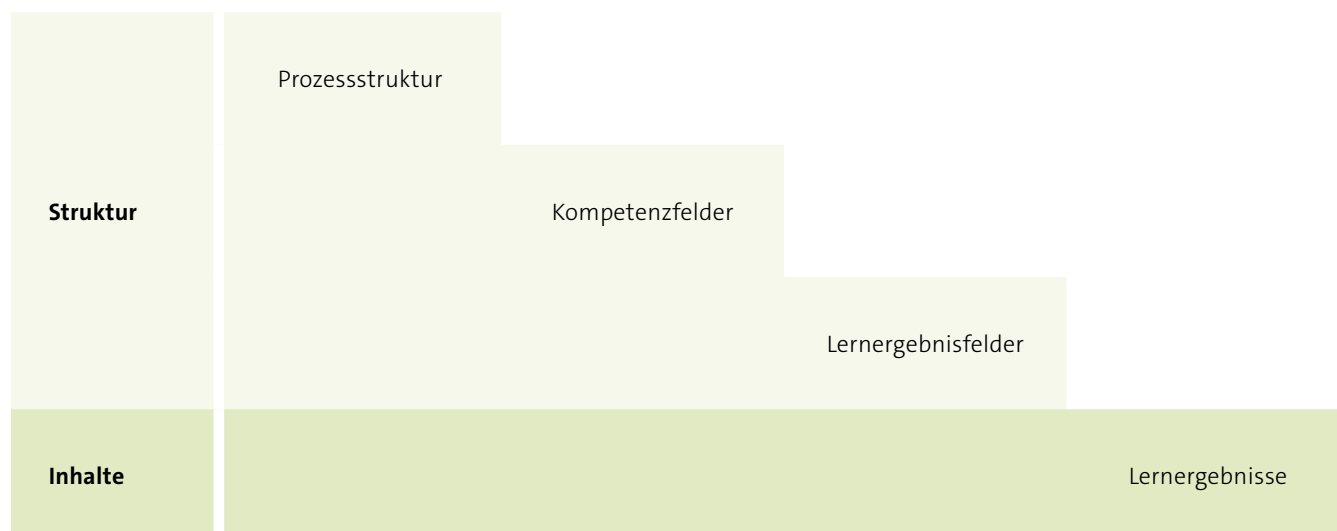 Prozessstruktur
Struktur
Kompetenzfelder
Lernergebnisfelder
Inhalte
Lernergebnisse